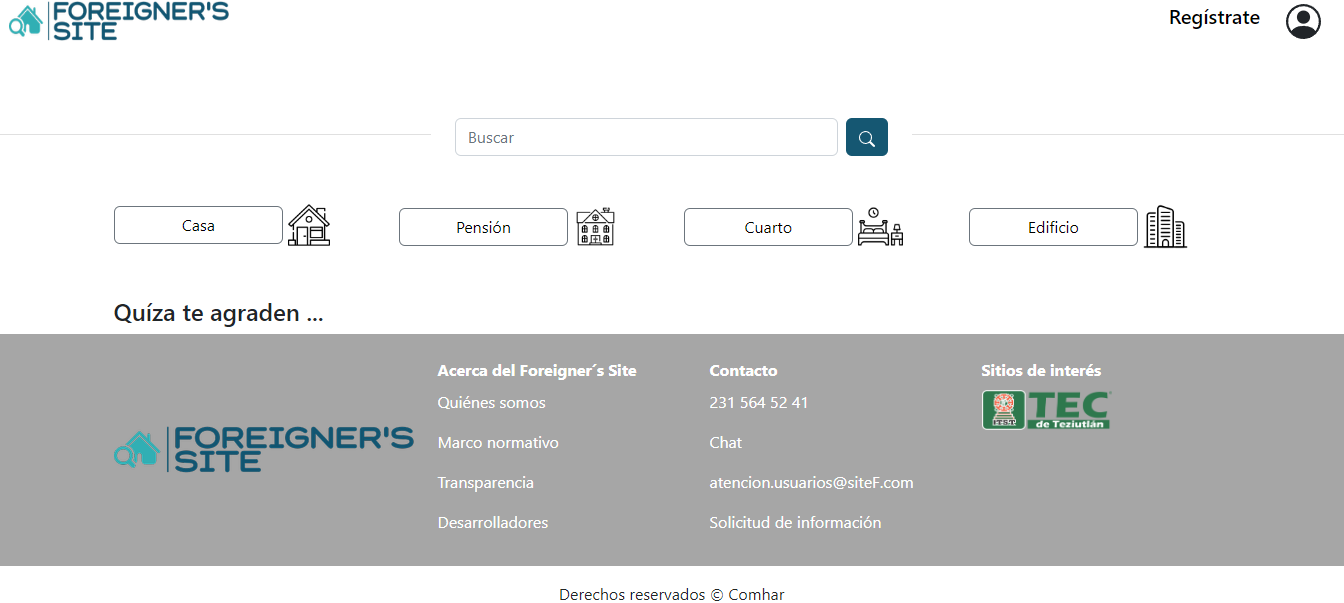 FOREIGNER'S
SITE
Regístrate
Buscar
Casa
Pensión
Cuarto
Edificio
Quíza te agraden ...
FOREIGNER'S
SITE
Acerca del Foreigner´s Site
Quiénes somos
Marco normativo
Transparencia
Desarrolladores
Contacto
231 564 52 41
Chat
atencion.usuarios@siteF.com
Solicitud de información
Sitios de interés
I.T.S.T.
TEC
de Teziutlán
Derechos reservados © Comhar